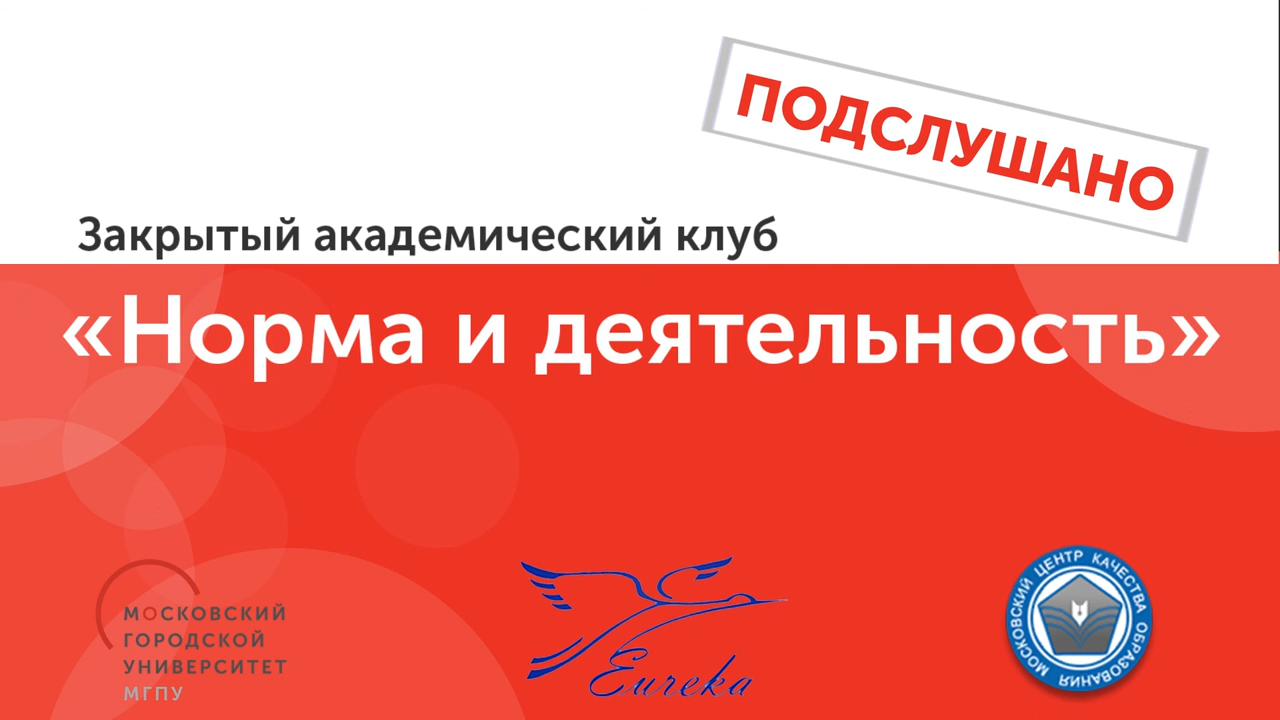 ПОДСЛУШАНО
Закрытый академический клуб
«Норма и деятельность»
МОСКОВСКИЙ
ГОРОДСКОЙ
УНИВЕРСИТЕТ
МГПУ
Eureka
МОСКОВСКИЙ ЦЕНТР КАЧЕСТВА ОБРАЗОВАНИЯ